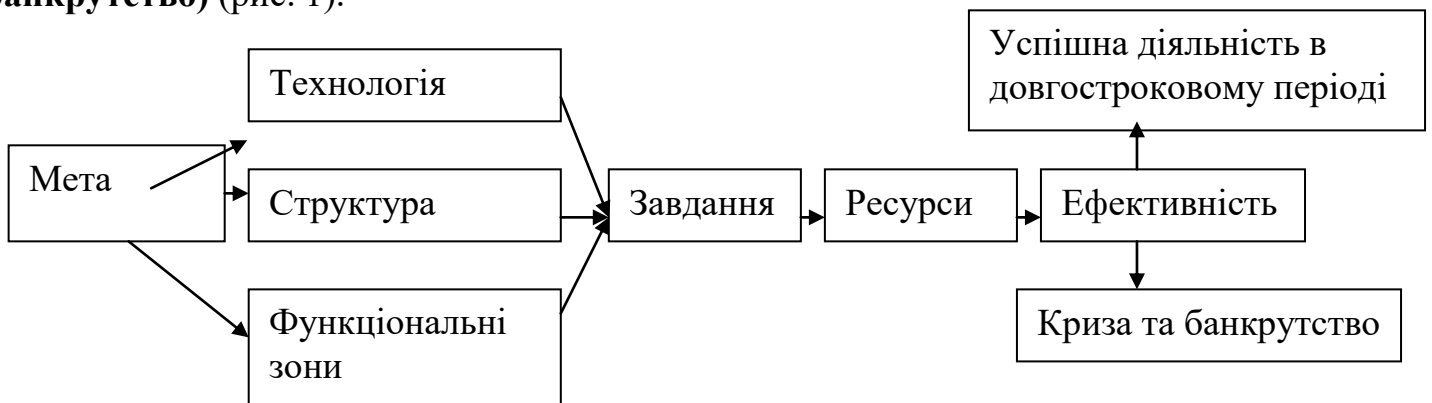 банкрутство) (рис. 1).
Успішна діяльність в
довгостроковому періоді
Технологія
Мета
Структура
Завдання
Ресурси
Ефективність
Функціональні
зони
Криза та банкрутство